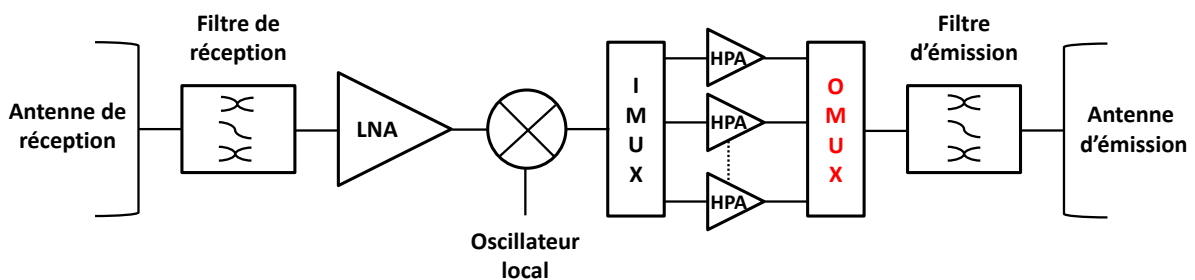 Antenne de
réception
Filtre de
réception
LNA
Oscillateur
local
I
M
U
X
HPA
HPA
HPA
O
M
U
X
Filtre
d'émission
Antenne
d'émission